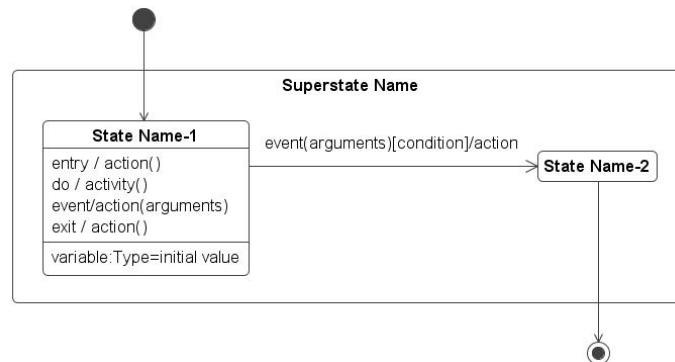 Superstate Name
State Name-1
entry / action()
do / activity()
event/action(arguments)
exit / action()
variable:Type=initial value
event(arguments)[condition]/action
State Name-2